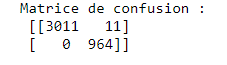 Matrice de confusion :
[[3011 11]
[ 0 964]]